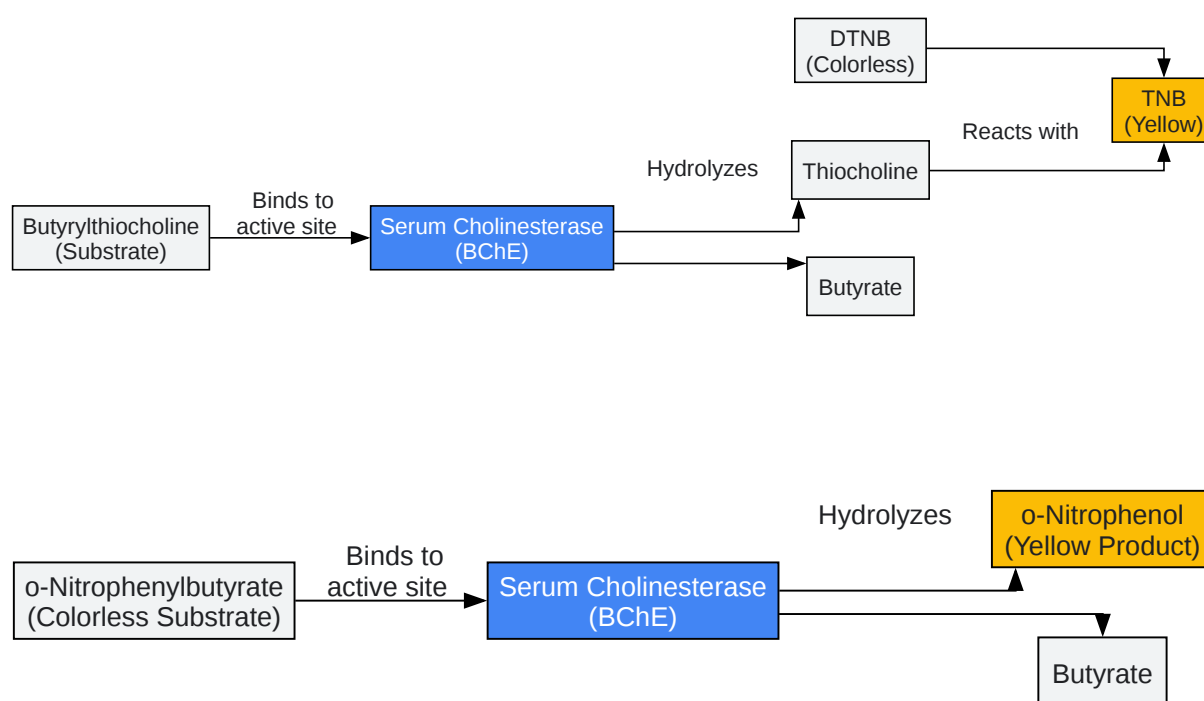 DTNB
(Colorless)
TNB
(Yellow)
Reacts with
Hydrolyzes
Thiocholine
Binds to
active site
Butyrylthiocholine
(Substrate)
Serum Cholinesterase
(BChE)
Butyrate
Hydrolyzes
o-Nitrophenol
(Yellow Product)
Binds to
active site
o-Nitrophenylbutyrate
(Colorless Substrate)
Serum Cholinesterase
(BChE)
Butyrate